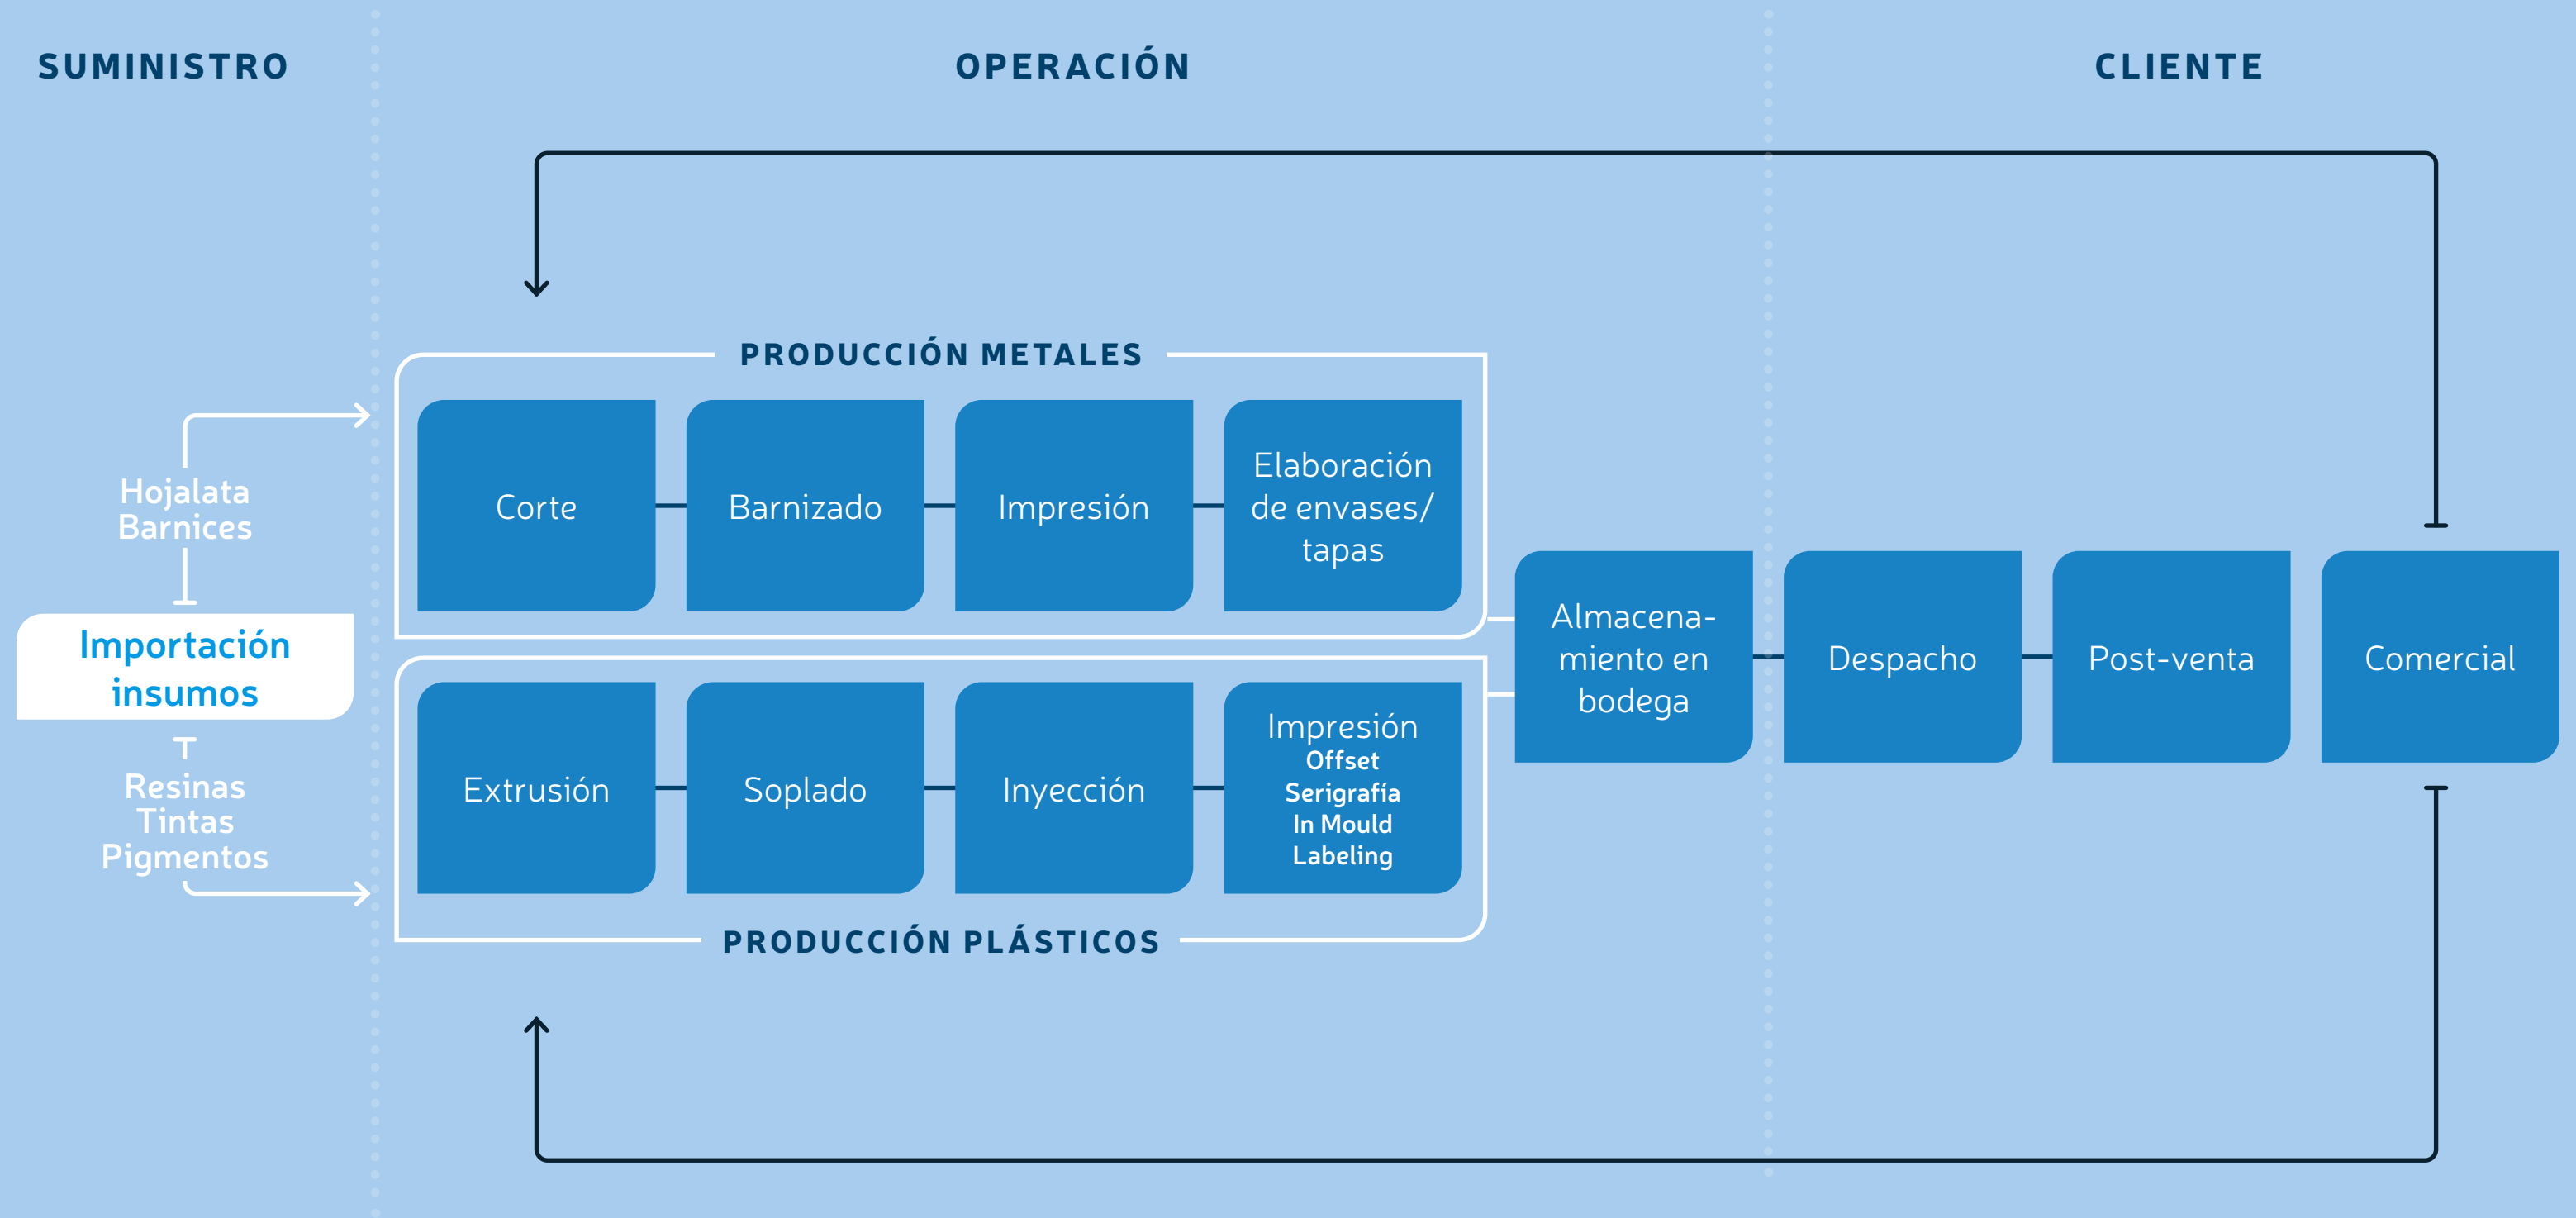 SUMINISTRO
OPERACIÓN
CLIENTE
Hojalata
Barnices
Importación
insumos
Resinas
Tintas
Pigmentos
PRODUCCIÓN METALES
Corte
Barnizado
Impresión
Elaboración
de envases/
tapas
Extrusión
Soplado
Inyección
Impresión
Offset
Serigrafía
In Mould
Labeling
PRODUCCIÓN PLÁSTICOS
Almacena-
miento en
bodega
Despacho
Post-venta
Comercial